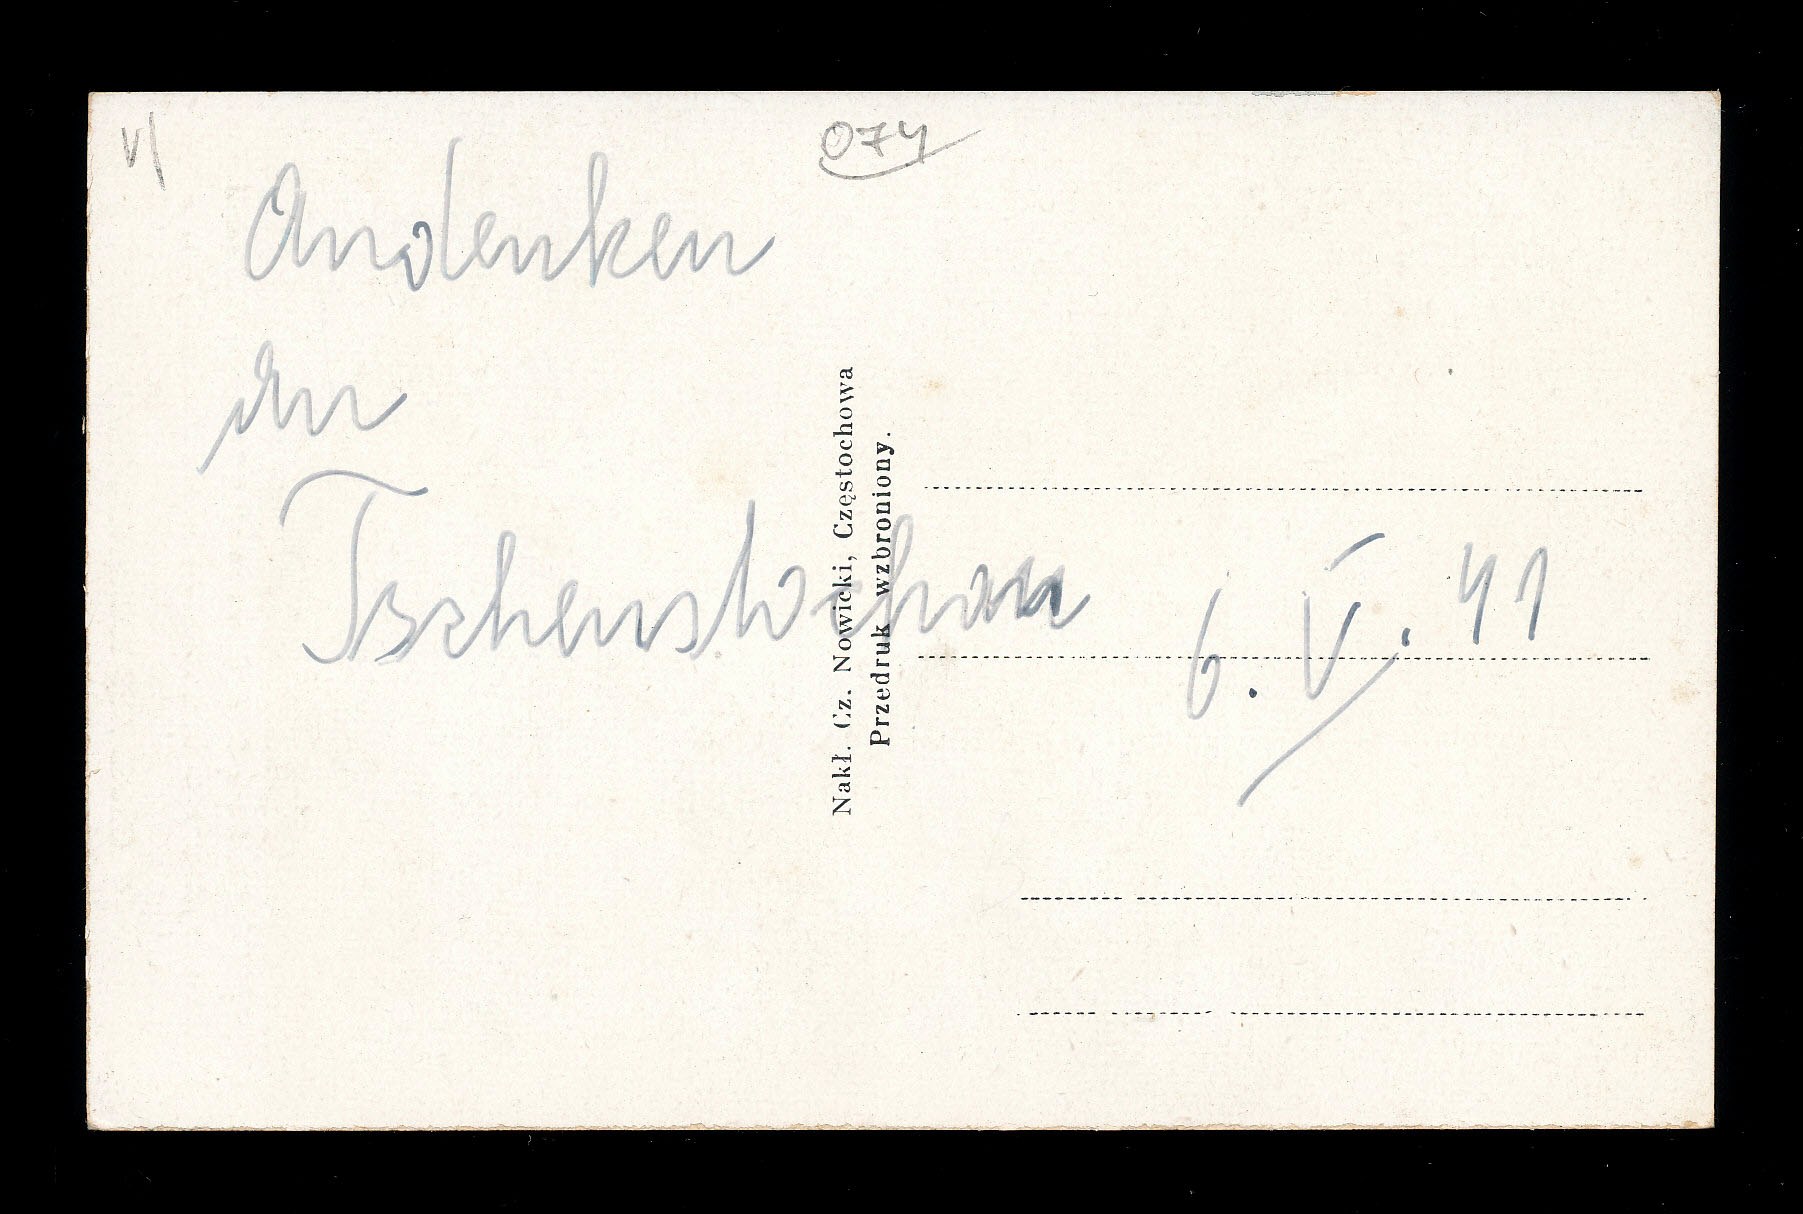 074
Andenken
an
Tschenstochau
6. V. 41
Nakł. Cz. Nowicki, Częstochowa
Przedruk wzbroniony.